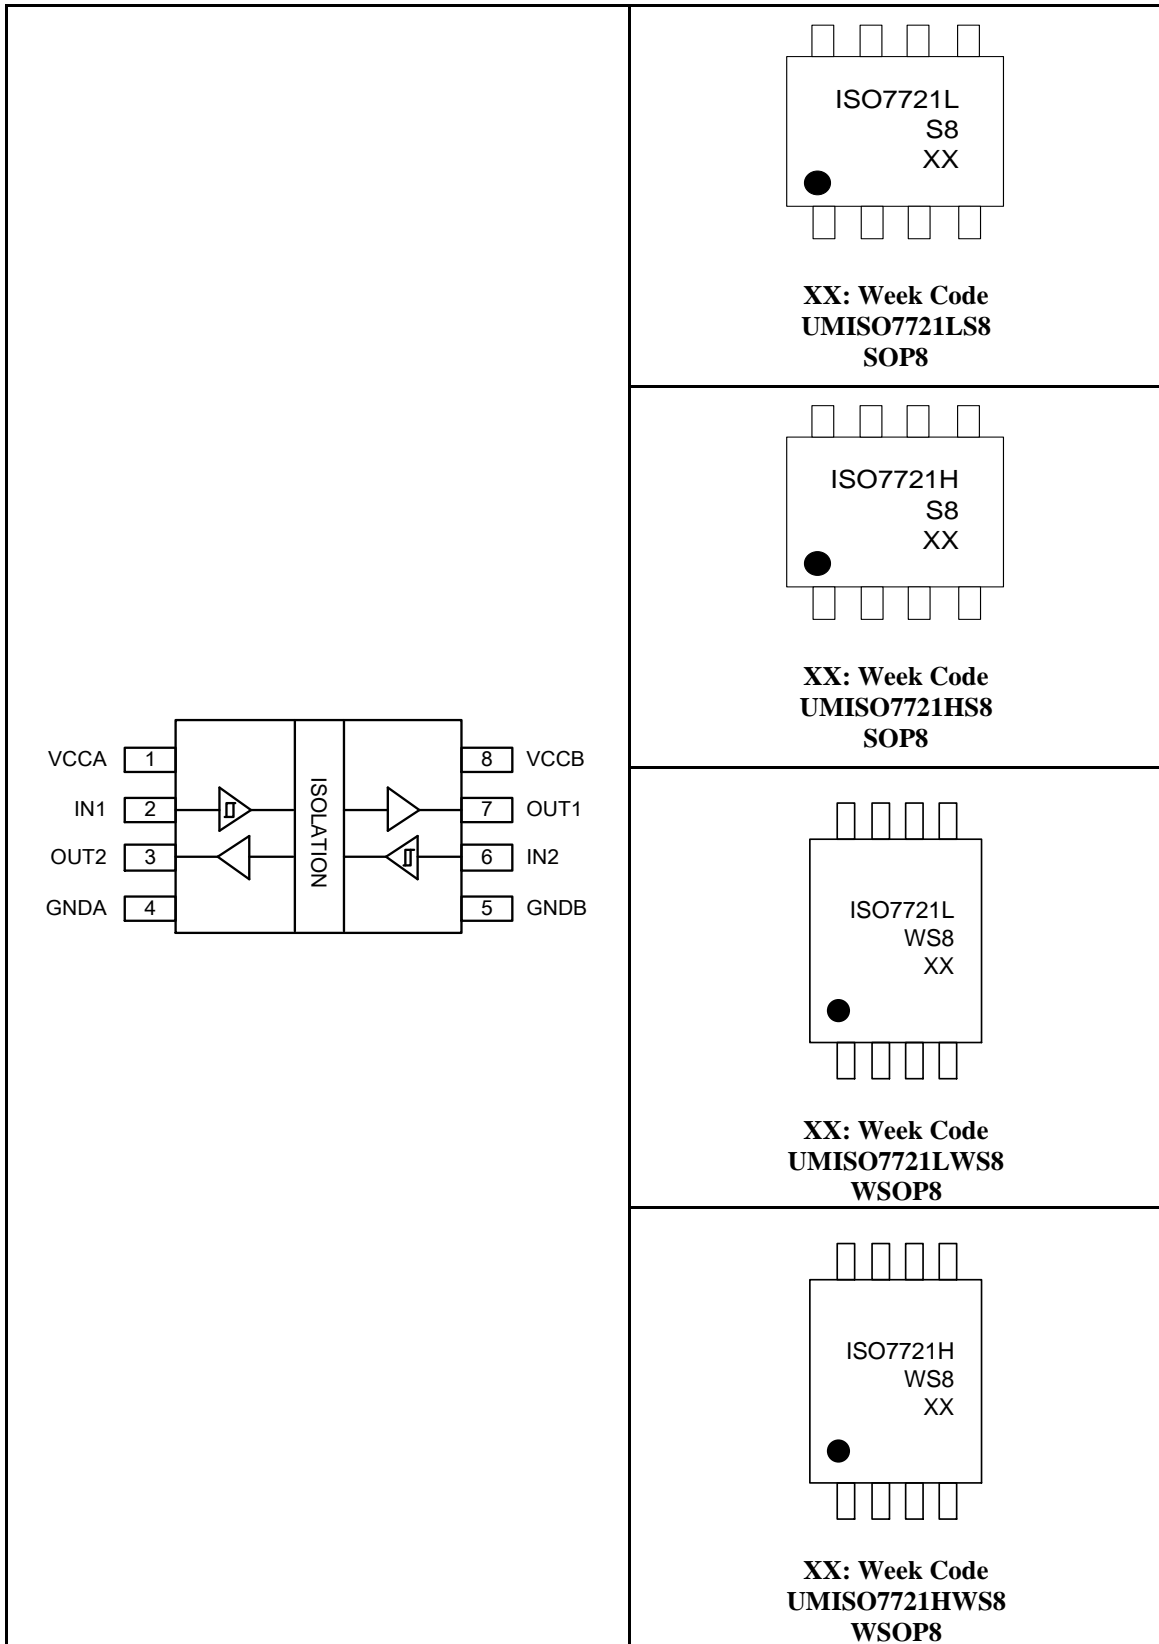 VCCA 1 8 VCCB
IN1 2 7 OUT1
OUT2 3 6 IN2
GNDA 4 5 GNDB
ISOLATION
ISO7721L
S8
XX
XX: Week Code
UMISO7721LS8
SOP8
ISO7721H
S8
XX
XX: Week Code
UMISO7721HS8
SOP8
ISO7721L
WS8
XX
XX: Week Code
UMISO7721LWS8
WSOP8
ISO7721H
WS8
XX
XX: Week Code
UMISO7721HWS8
WSOP8